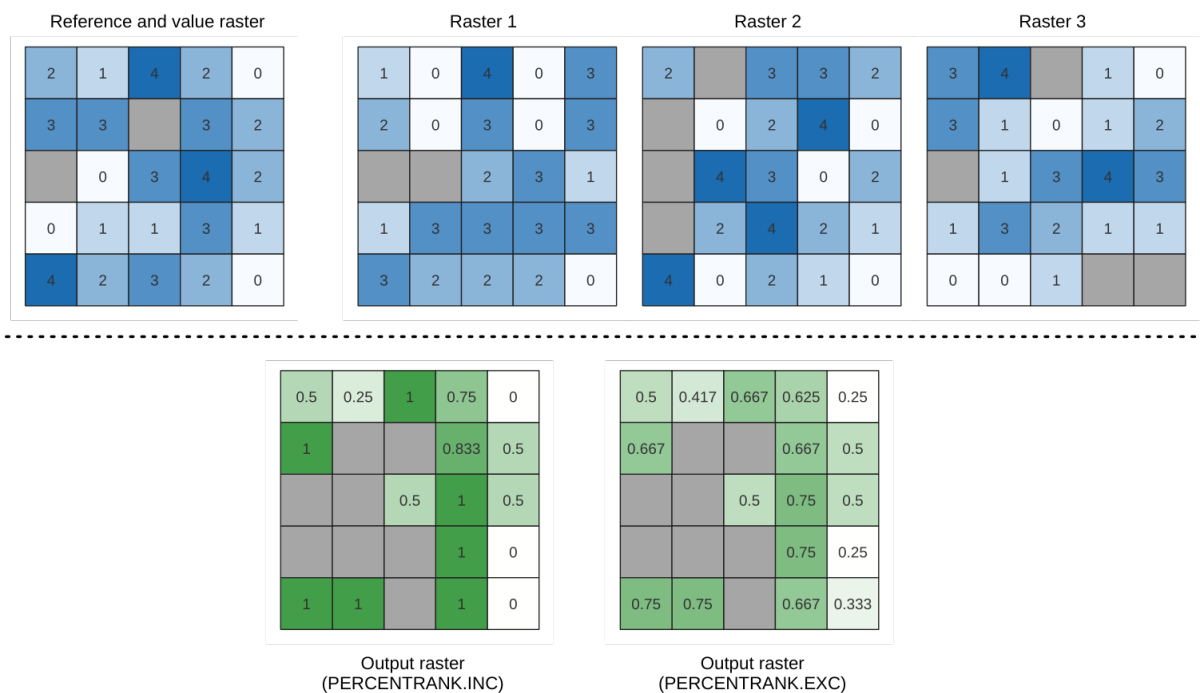 Reference and value raster Raster 1 Raster 2 Raster 3
2 1 4 2 0 1 0 4 0 3 2 3 3 2 3 4 1 0
3 3 3 2 2 0 3 0 3 0 2 4 0 3 1 0 1 2
0 3 4 2 2 3 1 4 3 0 2 1 3 4 3
0 1 1 3 1 1 3 3 3 3 2 4 2 1 1 3 2 1 1
4 2 3 2 0 3 2 2 2 0 4 0 2 1 0 0 0 1
0.5 0.25 1 0.75 0 0.5 0.417 0.667 0.625 0.25
1 0.833 0.5 0.667 0.667 0.5
0.5 1 0.5 0.5 0.75 0.5
1 0 0.75 0.25
1 1 1 0 0.75 0.75 0.667 0.333
Output raster Output raster
(PERCENTRANK.INC) (PERCENTRANK.EXC)